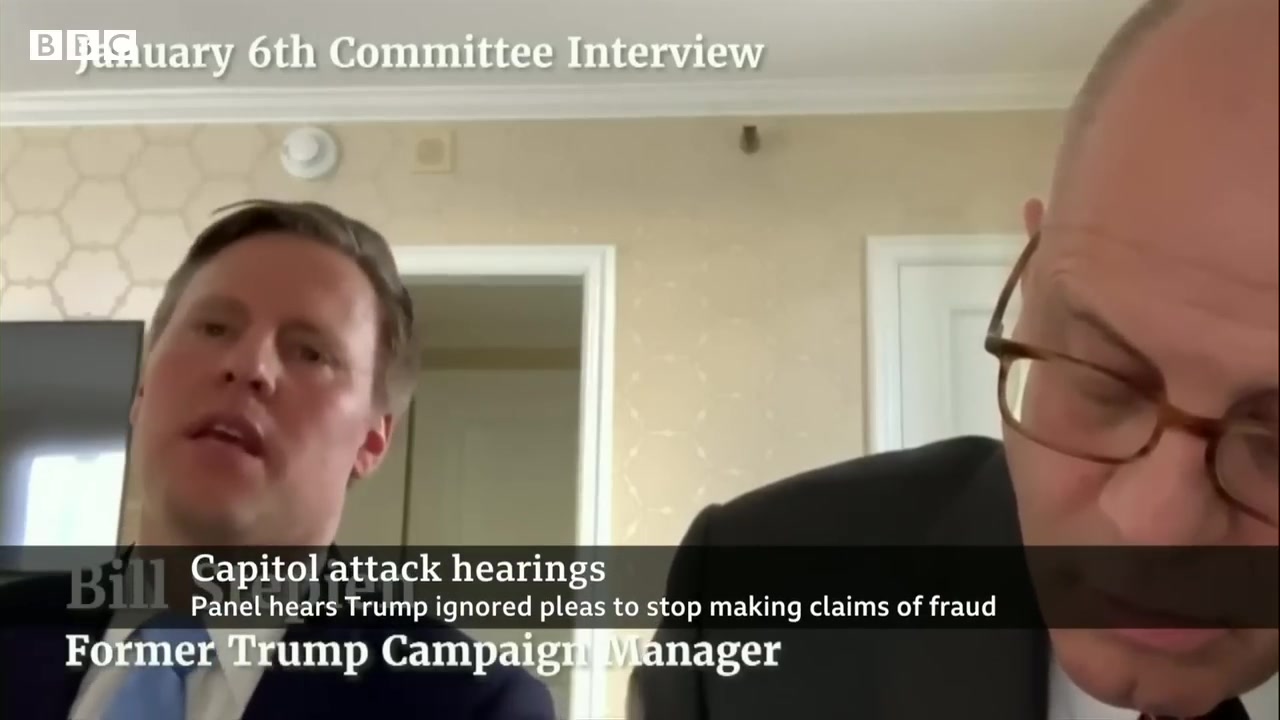 BBC
January 6th Committee Interview
Bill Stepien
Capitol attack hearings
Panel hears Trump ignored pleas to stop making claims of fraud
Former Trump Campaign Manager